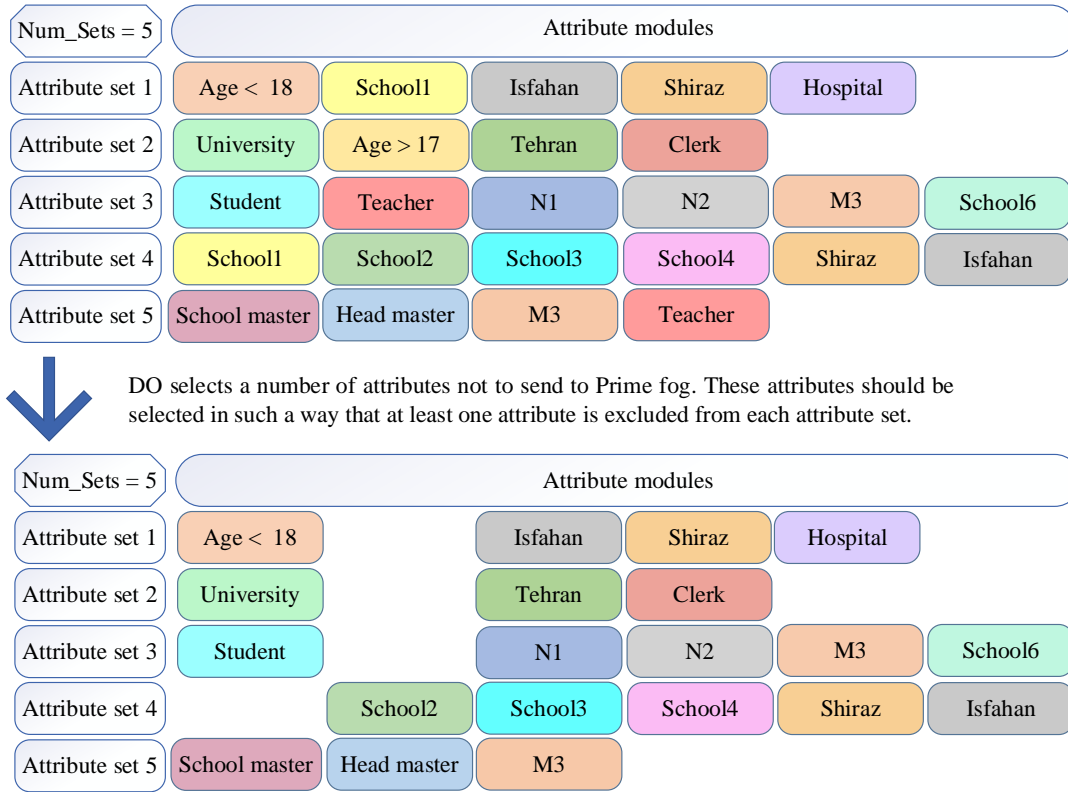 Num_Sets = 5 Attribute modules
Attribute set 1 Age < 18 School1 Isfahan Shiraz Hospital
Attribute set 2 University Age > 17 Tehran Clerk
Attribute set 3 Student Teacher N1 N2 M3 School6
Attribute set 4 School1 School2 School3 School4 Shiraz Isfahan
Attribute set 5 School master Head master M3 Teacher
DO selects a number of attributes not to send to Prime fog. These attributes should be
selected in such a way that at least one attribute is excluded from each attribute set.
Num_Sets = 5 Attribute modules
Attribute set 1 Age < 18 Isfahan Shiraz Hospital
Attribute set 2 University Tehran Clerk
Attribute set 3 Student N1 N2 M3 School6
Attribute set 4 School2 School3 School4 Shiraz Isfahan
Attribute set 5 School master Head master M3